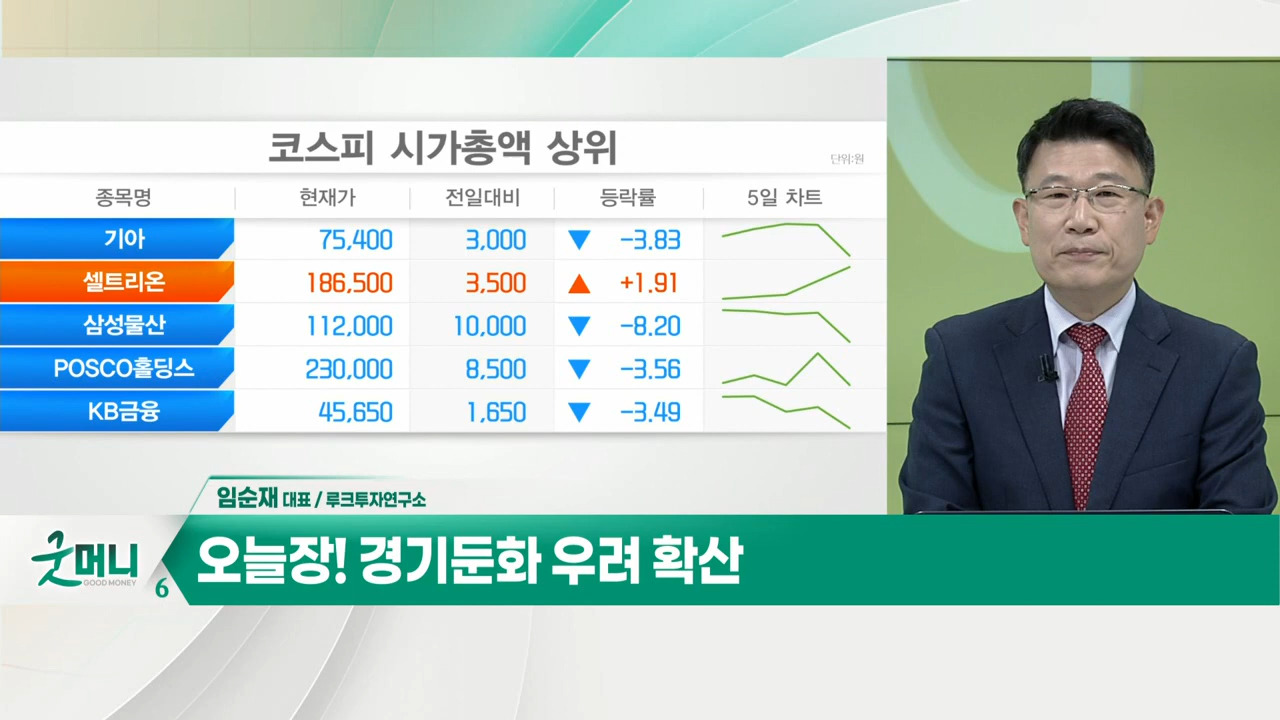 코스피 시가총액 상위
단위:원
종목명 현재가 전일대비 등락률 5일 차트
기아 75,400 3,000 ▼ -3.83
셀트리온 186,500 3,500 ▲ +1.91
삼성물산 112,000 10,000 ▼ -8.20
POSCO홀딩스 230,000 8,500 ▼ -3.56
KB금융 45,650 1,650 ▼ -3.49
임순재 대표 / 루크투자연구소
굿머니
GOOD MONEY
6
오늘장! 경기둔화 우려 확산